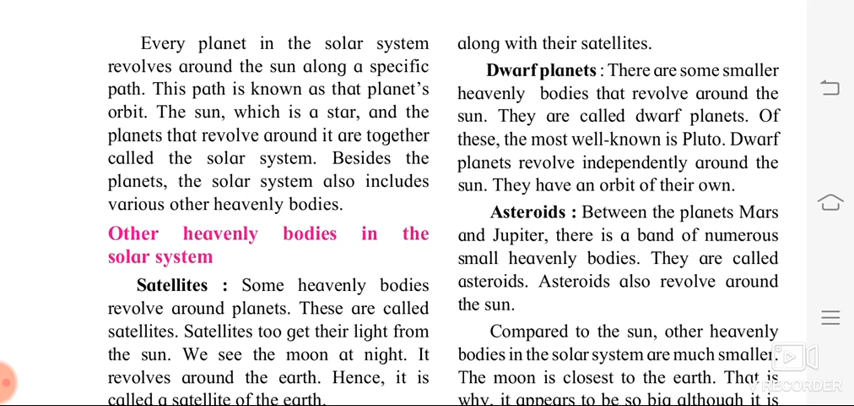 Every planet in the solar system
revolves around the sun along a specific
path. This path is known as that planet's
orbit. The sun, which is a star, and the
planets that revolve around it are together
called the solar system. Besides the
planets, the solar system also includes
various other heavenly bodies.
Other heavenly bodies in the
solar system
Satellites : Some heavenly bodies
revolve around planets. These are called
satellites. Satellites too get their light from
the sun. We see the moon at night. It
revolves around the earth. Hence, it is
called a satellite of the earth.
along with their satellites.
Dwarf planets : There are some smaller
heavenly bodies that revolve around the
sun. They are called dwarf planets. Of
these, the most well-known is Pluto. Dwarf
planets revolve independently around the
sun. They have an orbit of their own.
Asteroids : Between the planets Mars
and Jupiter, there is a band of numerous
small heavenly bodies. They are called
asteroids. Asteroids also revolve around
the sun.
Compared to the sun, other heavenly
bodies in the solar system are much smaller.
The moon is closest to the earth. That is
why, it appears to be so big although it is
RECORDER